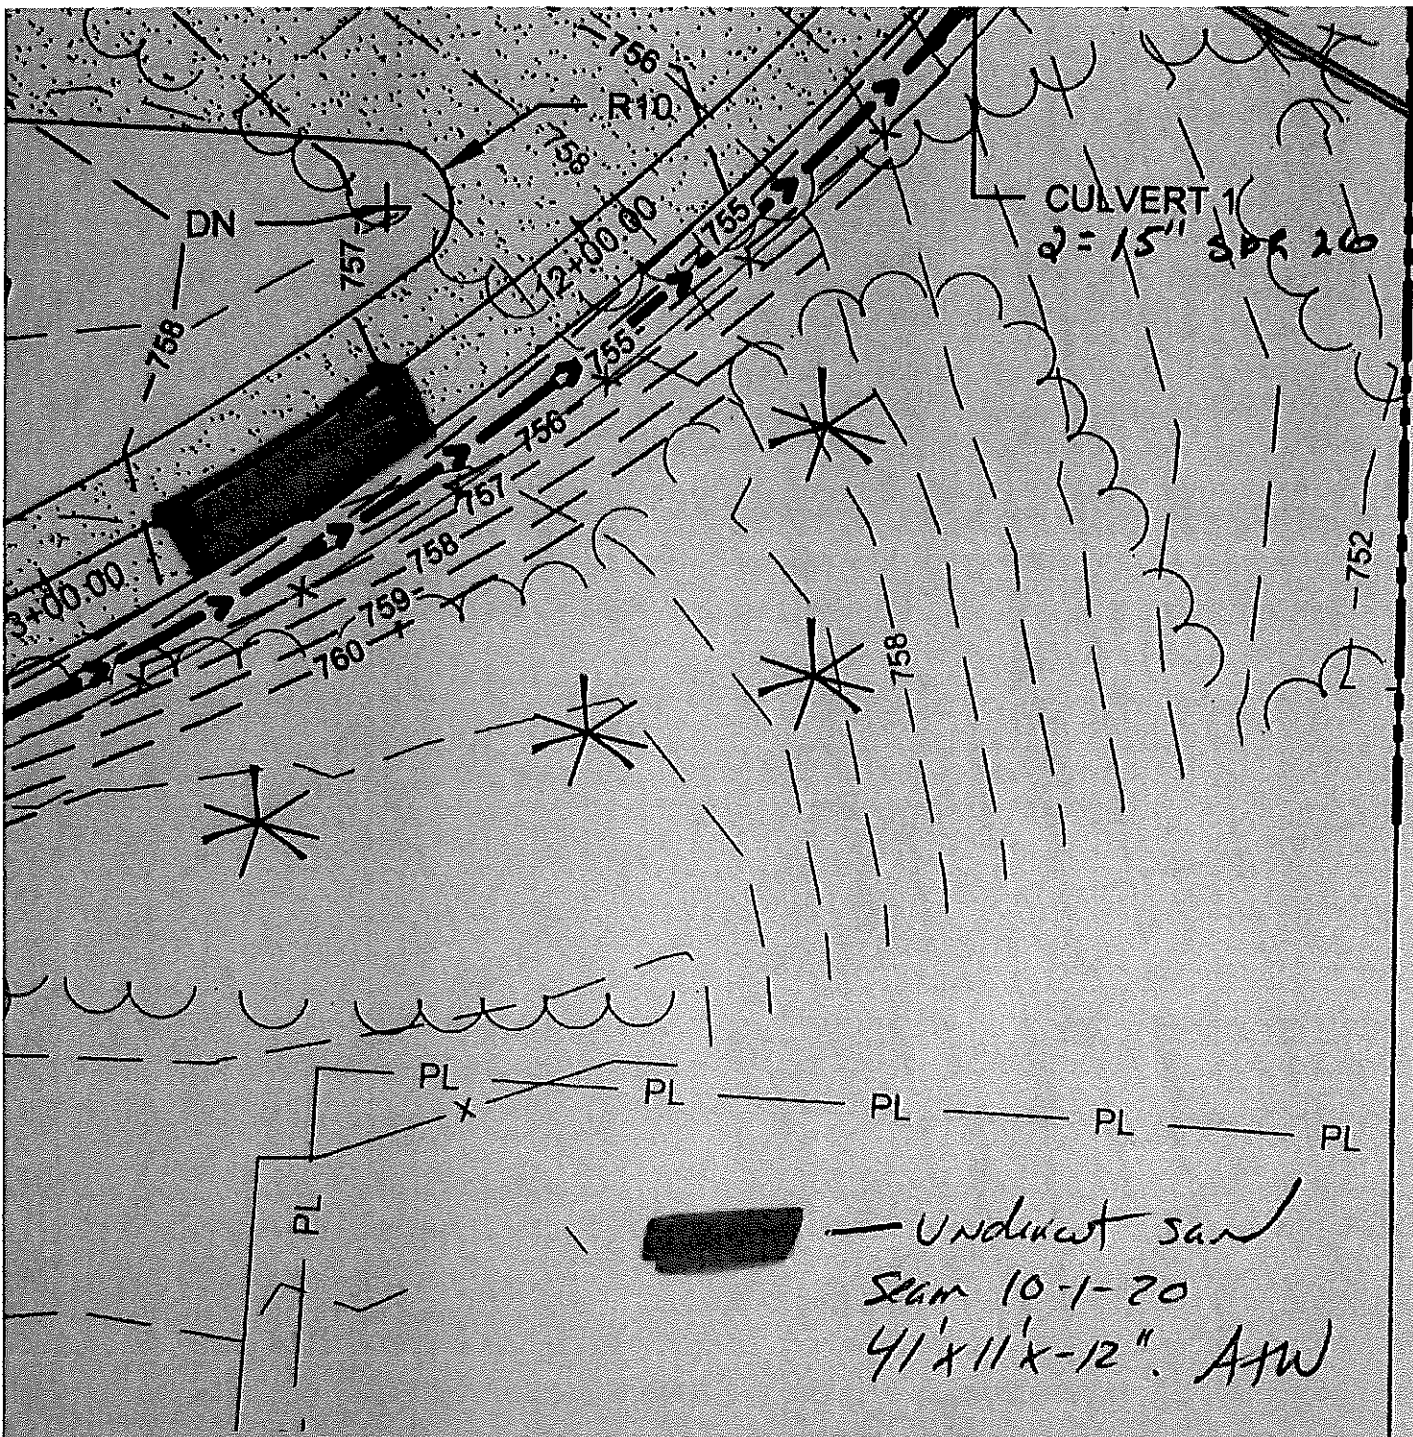 756
R10
758
DN
757
CULVERT 1
2 = 15" SDR 26
755
12+00.00
758
755
756
757
758
752
3+00.00
759
760
758
PL
X
PL
PL
PL
PL
PL
Undercut Sand
Seam 10-1-20
41' x 11' x -12". AHW